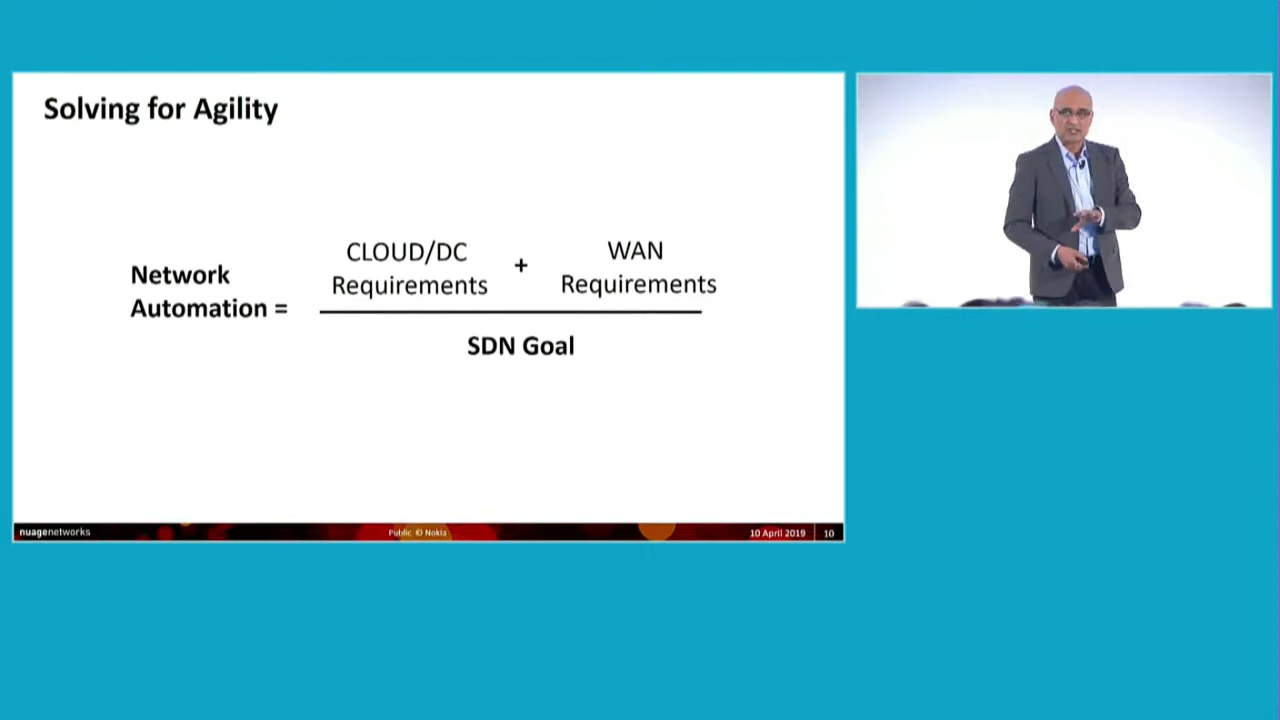 Solving for Agility
Network
Automation =
CLOUD/DC
Requirements
+
WAN
Requirements
SDN Goal
nuagenetworks
Public © Nokia
10 April 2019
10